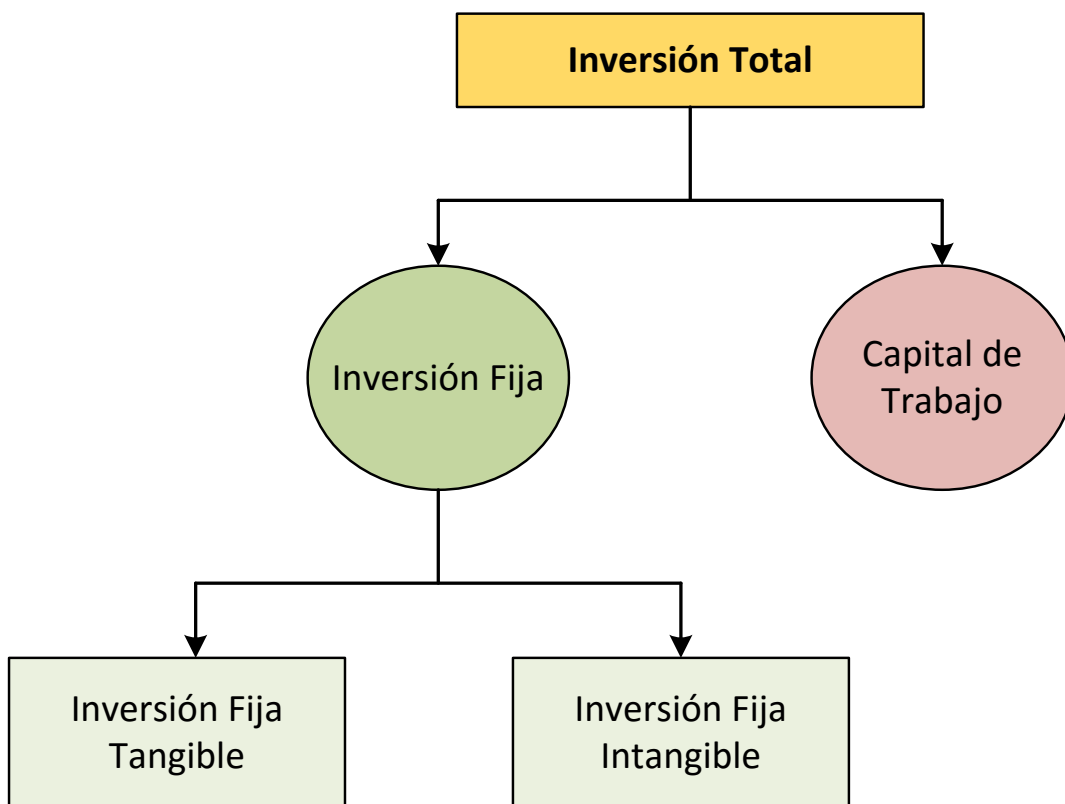 Inversión Total
Inversión Fija
Capital de
Trabajo
Inversión Fija
Tangible
Inversión Fija
Intangible